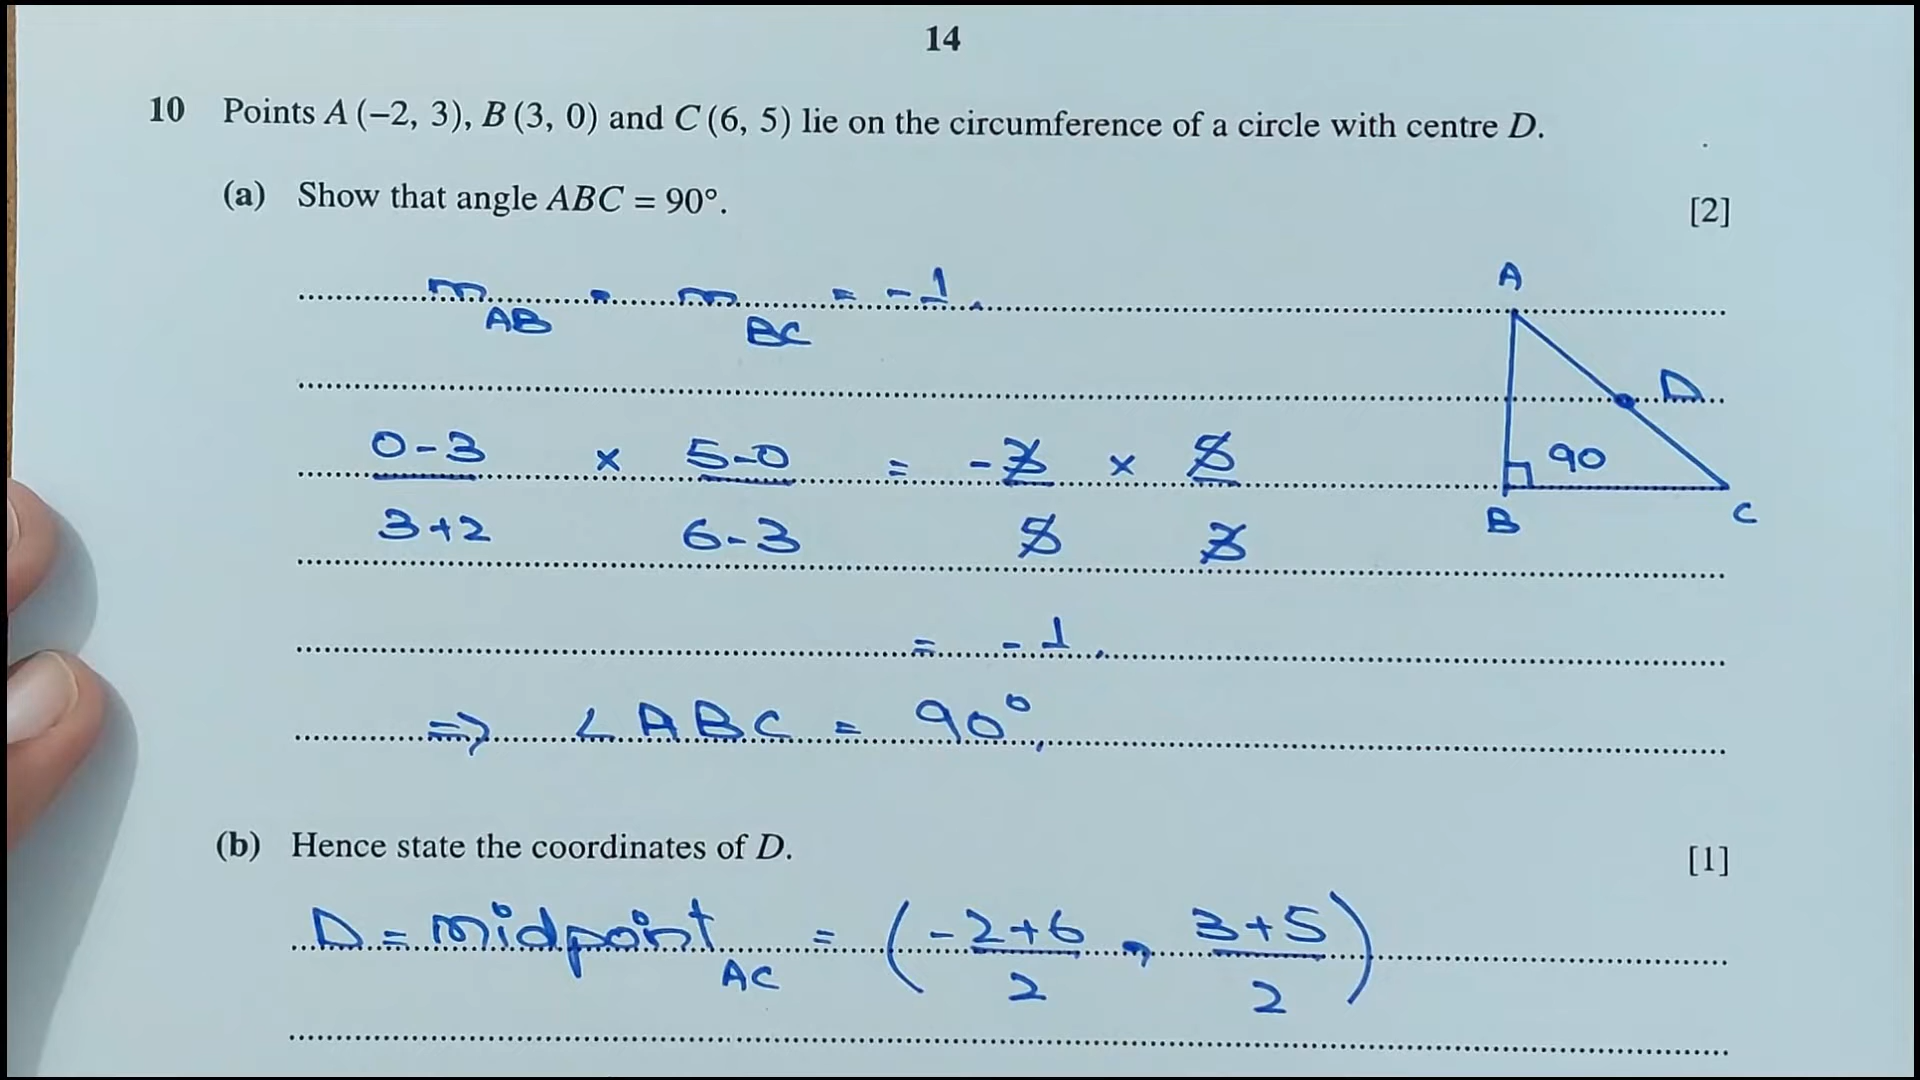 14
10 Points A (−2, 3), B (3, 0) and C (6, 5) lie on the circumference of a circle with centre D.
(a) Show that angle ABC = 90°. [2]
m AB · m BC = -1.
A
D
0-3/3+2 × 5-0/6-3 = -3/5 × 5/3
90
B C
= -1.
⇒ ∠ABC = 90°,
(b) Hence state the coordinates of D. [1]
D = midpoint AC = (-2+6/2, 3+5/2)